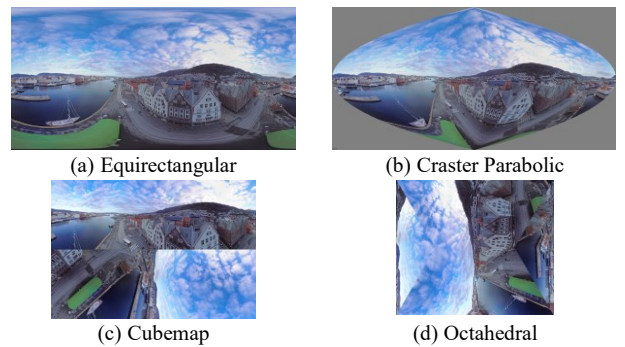 (a) Equirectangular
(b) Craster Parabolic
(c) Cubemap
(d) Octahedral